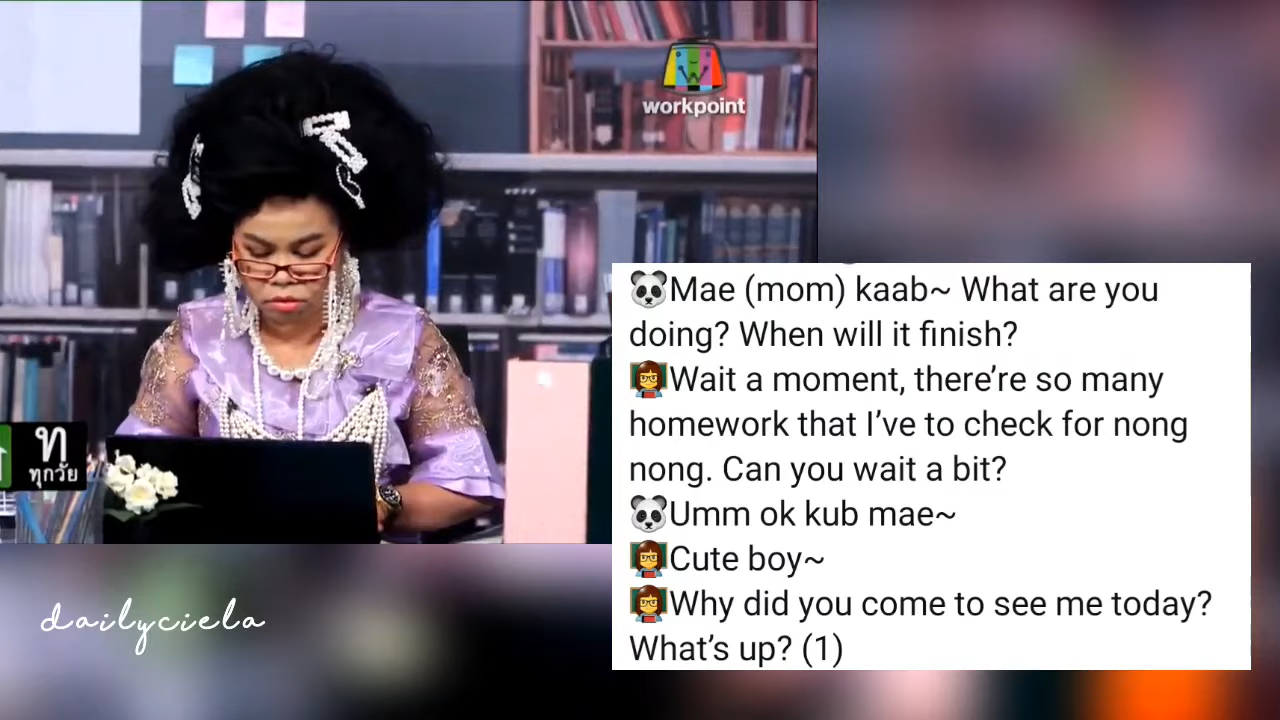 workpoint
ท
ทุกวัย
🐼Mae (mom) kaab~ What are you
doing? When will it finish?
👩‍🏫Wait a moment, there’re so many
homework that I’ve to check for nong
nong. Can you wait a bit?
🐼Umm ok kub mae~
👩‍🏫Cute boy~
👩‍🏫Why did you come to see me today?
What’s up? (1)
dailyciela